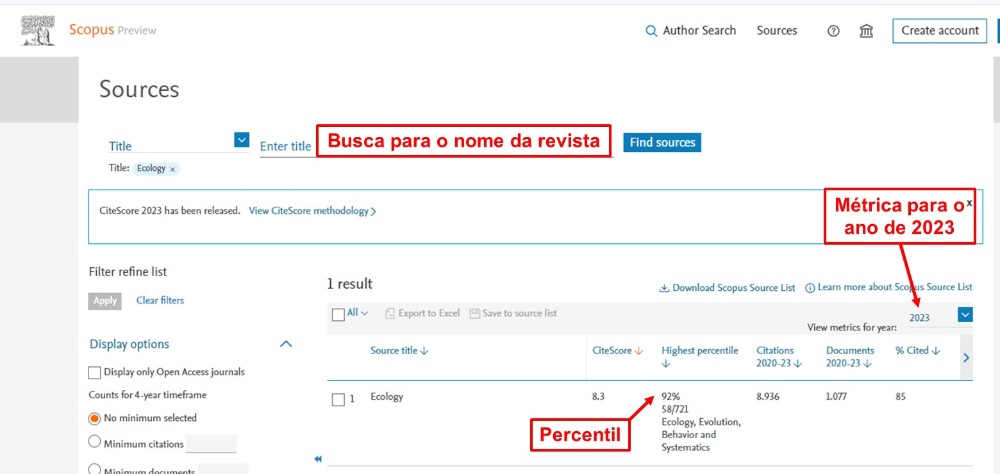 Scopus Preview
Author Search
Sources
Create account
Sources
Title
Enter title
Busca para o nome da revista
Find sources
Title: Ecology ×
CiteScore 2023 has been released. View CiteScore methodology
Métrica para o
ano de 2023
x
Filter refine list
Apply
Clear filters
Display options
Display only Open Access journals
Counts for 4-year timeframe
No minimum selected
Minimum citations
Minimum documents
1 result
Download Scopus Source List
Learn more about Scopus Source List
All
Export to Excel
Save to source list
View metrics for year:
2023
Source title
CiteScore
Highest percentile
Citations
2020-23
Documents
2020-23
% Cited
1
Ecology
8.3
92%
58/721
Ecology, Evolution,
Behavior and
Systematics
8.936
1.077
85
Percentil